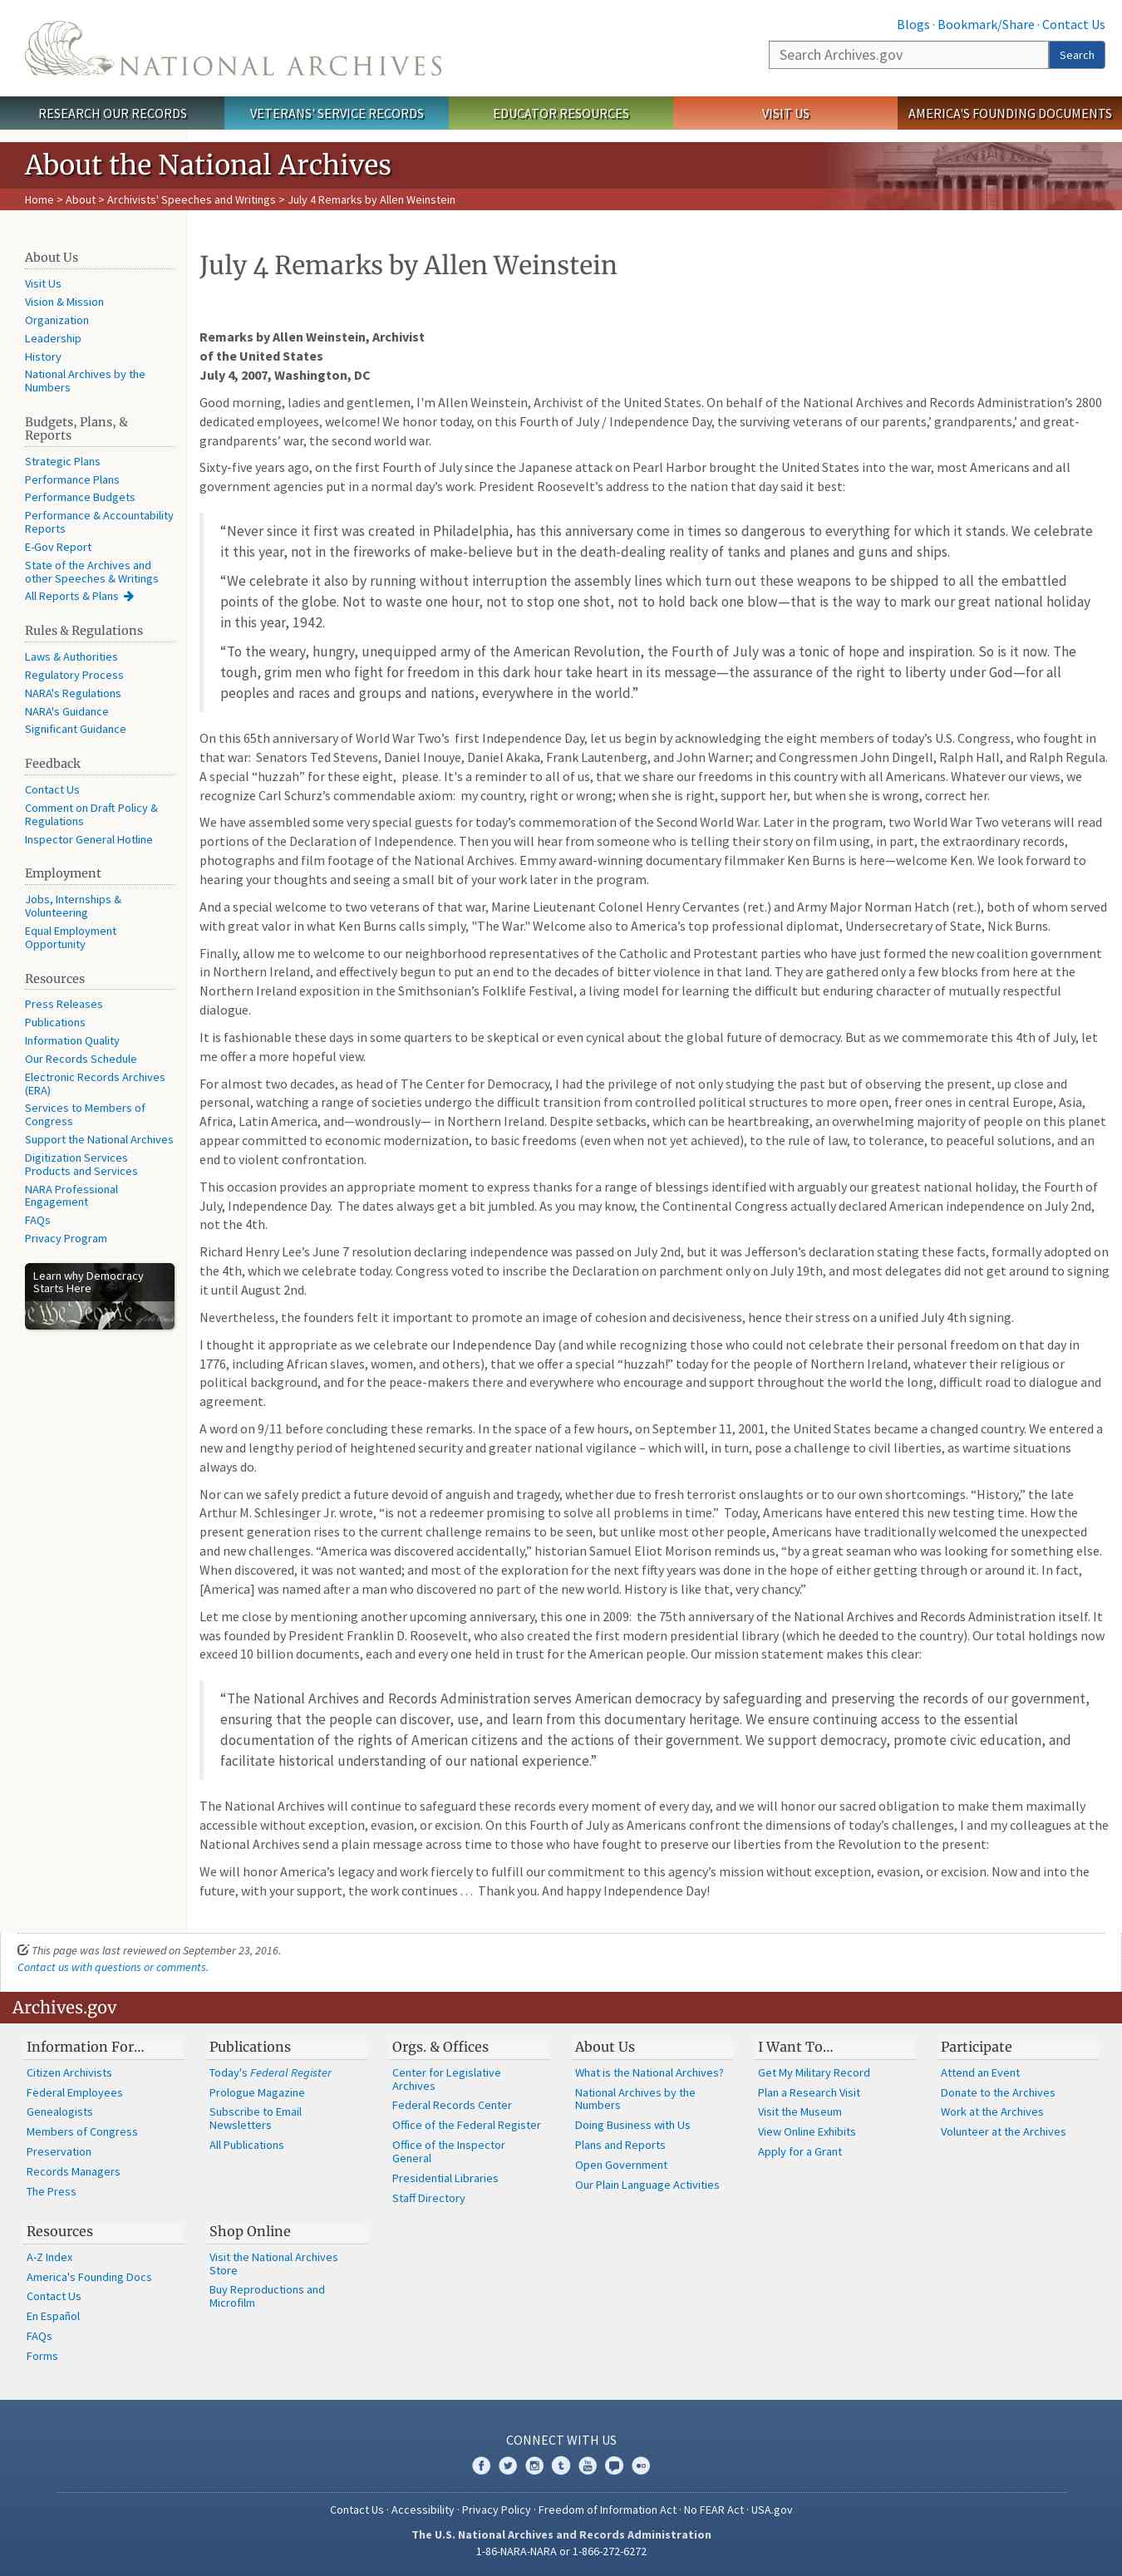 NATIONAL ARCHIVES
Blogs · Bookmark/Share · Contact Us
Search Archives.gov
Search
RESEARCH OUR RECORDS
VETERANS' SERVICE RECORDS
EDUCATOR RESOURCES
VISIT US
AMERICA'S FOUNDING DOCUMENTS
About the National Archives
Home > About > Archivists' Speeches and Writings > July 4 Remarks by Allen Weinstein
About Us
Visit Us
Vision & Mission
Organization
Leadership
History
National Archives by the
Numbers
Budgets, Plans, &
Reports
Strategic Plans
Performance Plans
Performance Budgets
Performance & Accountability
Reports
E-Gov Report
State of the Archives and
other Speeches & Writings
All Reports & Plans
Rules & Regulations
Laws & Authorities
Regulatory Process
NARA's Regulations
NARA's Guidance
Significant Guidance
Feedback
Contact Us
Comment on Draft Policy &
Regulations
Inspector General Hotline
Employment
Jobs, Internships &
Volunteering
Equal Employment
Opportunity
Resources
Press Releases
Publications
Information Quality
Our Records Schedule
Electronic Records Archives
(ERA)
Services to Members of
Congress
Support the National Archives
Digitization Services
Products and Services
NARA Professional
Engagement
FAQs
Privacy Program
Learn why Democracy
Starts Here
e the People
July 4 Remarks by Allen Weinstein
Remarks by Allen Weinstein, Archivist
of the United States
July 4, 2007, Washington, DC
Good morning, ladies and gentlemen, I'm Allen Weinstein, Archivist of the United States. On behalf of the National Archives and Records Administration’s 2800
dedicated employees, welcome! We honor today, on this Fourth of July / Independence Day, the surviving veterans of our parents,’ grandparents,’ and great-
grandparents’ war, the second world war.
Sixty-five years ago, on the first Fourth of July since the Japanese attack on Pearl Harbor brought the United States into the war, most Americans and all
government agencies put in a normal day’s work. President Roosevelt’s address to the nation that day said it best:
“Never since it first was created in Philadelphia, has this anniversary come in times so dangerous to everything for which it stands. We celebrate
it this year, not in the fireworks of make-believe but in the death-dealing reality of tanks and planes and guns and ships.
“We celebrate it also by running without interruption the assembly lines which turn out these weapons to be shipped to all the embattled
points of the globe. Not to waste one hour, not to stop one shot, not to hold back one blow—that is the way to mark our great national holiday
in this year, 1942.
“To the weary, hungry, unequipped army of the American Revolution, the Fourth of July was a tonic of hope and inspiration. So is it now. The
tough, grim men who fight for freedom in this dark hour take heart in its message—the assurance of the right to liberty under God—for all
peoples and races and groups and nations, everywhere in the world.”
On this 65th anniversary of World War Two’s  first Independence Day, let us begin by acknowledging the eight members of today’s U.S. Congress, who fought in
that war:  Senators Ted Stevens, Daniel Inouye, Daniel Akaka, Frank Lautenberg, and John Warner; and Congressmen John Dingell, Ralph Hall, and Ralph Regula.
A special “huzzah” for these eight,  please. It's a reminder to all of us, that we share our freedoms in this country with all Americans. Whatever our views, we
recognize Carl Schurz’s commendable axiom:  my country, right or wrong; when she is right, support her, but when she is wrong, correct her.
We have assembled some very special guests for today’s commemoration of the Second World War. Later in the program, two World War Two veterans will read
portions of the Declaration of Independence. Then you will hear from someone who is telling their story on film using, in part, the extraordinary records,
photographs and film footage of the National Archives. Emmy award-winning documentary filmmaker Ken Burns is here—welcome Ken. We look forward to
hearing your thoughts and seeing a small bit of your work later in the program.
And a special welcome to two veterans of that war, Marine Lieutenant Colonel Henry Cervantes (ret.) and Army Major Norman Hatch (ret.), both of whom served
with great valor in what Ken Burns calls simply, "The War." Welcome also to America’s top professional diplomat, Undersecretary of State, Nick Burns.
Finally, allow me to welcome to our neighborhood representatives of the Catholic and Protestant parties who have just formed the new coalition government
in Northern Ireland, and effectively begun to put an end to the decades of bitter violence in that land. They are gathered only a few blocks from here at the
Northern Ireland exposition in the Smithsonian’s Folklife Festival, a living model for learning the difficult but enduring character of mutually respectful
dialogue.
It is fashionable these days in some quarters to be skeptical or even cynical about the global future of democracy. But as we commemorate this 4th of July, let
me offer a more hopeful view.
For almost two decades, as head of The Center for Democracy, I had the privilege of not only studying the past but of observing the present, up close and
personal, watching a range of societies undergo the difficult transition from controlled political structures to more open, freer ones in central Europe, Asia,
Africa, Latin America, and—wondrously— in Northern Ireland. Despite setbacks, which can be heartbreaking, an overwhelming majority of people on this planet
appear committed to economic modernization, to basic freedoms (even when not yet achieved), to the rule of law, to tolerance, to peaceful solutions, and an
end to violent confrontation.
This occasion provides an appropriate moment to express thanks for a range of blessings identified with arguably our greatest national holiday, the Fourth of
July, Independence Day.  The dates always get a bit jumbled. As you may know, the Continental Congress actually declared American independence on July 2nd,
not the 4th.
Richard Henry Lee’s June 7 resolution declaring independence was passed on July 2nd, but it was Jefferson’s declaration stating these facts, formally adopted on
the 4th, which we celebrate today. Congress voted to inscribe the Declaration on parchment only on July 19th, and most delegates did not get around to signing
it until August 2nd.
Nevertheless, the founders felt it important to promote an image of cohesion and decisiveness, hence their stress on a unified July 4th signing.
I thought it appropriate as we celebrate our Independence Day (and while recognizing those who could not celebrate their personal freedom on that day in
1776, including African slaves, women, and others), that we offer a special “huzzah!” today for the people of Northern Ireland, whatever their religious or
political background, and for the peace-makers there and everywhere who encourage and support throughout the world the long, difficult road to dialogue and
agreement.
A word on 9/11 before concluding these remarks. In the space of a few hours, on September 11, 2001, the United States became a changed country. We entered a
new and lengthy period of heightened security and greater national vigilance – which will, in turn, pose a challenge to civil liberties, as wartime situations
always do.
Nor can we safely predict a future devoid of anguish and tragedy, whether due to fresh terrorist onslaughts or to our own shortcomings. “History,” the late
Arthur M. Schlesinger Jr. wrote, “is not a redeemer promising to solve all problems in time.”  Today, Americans have entered this new testing time. How the
present generation rises to the current challenge remains to be seen, but unlike most other people, Americans have traditionally welcomed the unexpected
and new challenges. “America was discovered accidentally,” historian Samuel Eliot Morison reminds us, “by a great seaman who was looking for something else.
When discovered, it was not wanted; and most of the exploration for the next fifty years was done in the hope of either getting through or around it. In fact,
[America] was named after a man who discovered no part of the new world. History is like that, very chancy.”
Let me close by mentioning another upcoming anniversary, this one in 2009:  the 75th anniversary of the National Archives and Records Administration itself. It
was founded by President Franklin D. Roosevelt, who also created the first modern presidential library (which he deeded to the country). Our total holdings now
exceed 10 billion documents, each and every one held in trust for the American people. Our mission statement makes this clear:
“The National Archives and Records Administration serves American democracy by safeguarding and preserving the records of our government,
ensuring that the people can discover, use, and learn from this documentary heritage. We ensure continuing access to the essential
documentation of the rights of American citizens and the actions of their government. We support democracy, promote civic education, and
facilitate historical understanding of our national experience.”
The National Archives will continue to safeguard these records every moment of every day, and we will honor our sacred obligation to make them maximally
accessible without exception, evasion, or excision. On this Fourth of July as Americans confront the dimensions of today’s challenges, I and my colleagues at the
National Archives send a plain message across time to those who have fought to preserve our liberties from the Revolution to the present:
We will honor America’s legacy and work fiercely to fulfill our commitment to this agency’s mission without exception, evasion, or excision. Now and into the
future, with your support, the work continues . . .  Thank you. And happy Independence Day!
This page was last reviewed on September 23, 2016.
Contact us with questions or comments.
Archives.gov
Information For…
Citizen Archivists
Federal Employees
Genealogists
Members of Congress
Preservation
Records Managers
The Press
Publications
Today's Federal Register
Prologue Magazine
Subscribe to Email
Newsletters
All Publications
Orgs. & Offices
Center for Legislative
Archives
Federal Records Center
Office of the Federal Register
Office of the Inspector
General
Presidential Libraries
Staff Directory
About Us
What is the National Archives?
National Archives by the
Numbers
Doing Business with Us
Plans and Reports
Open Government
Our Plain Language Activities
I Want To…
Get My Military Record
Plan a Research Visit
Visit the Museum
View Online Exhibits
Apply for a Grant
Participate
Attend an Event
Donate to the Archives
Work at the Archives
Volunteer at the Archives
Resources
A-Z Index
America's Founding Docs
Contact Us
En Español
FAQs
Forms
Shop Online
Visit the National Archives
Store
Buy Reproductions and
Microfilm
CONNECT WITH US
Contact Us · Accessibility · Privacy Policy · Freedom of Information Act · No FEAR Act · USA.gov
The U.S. National Archives and Records Administration
1-86-NARA-NARA or 1-866-272-6272